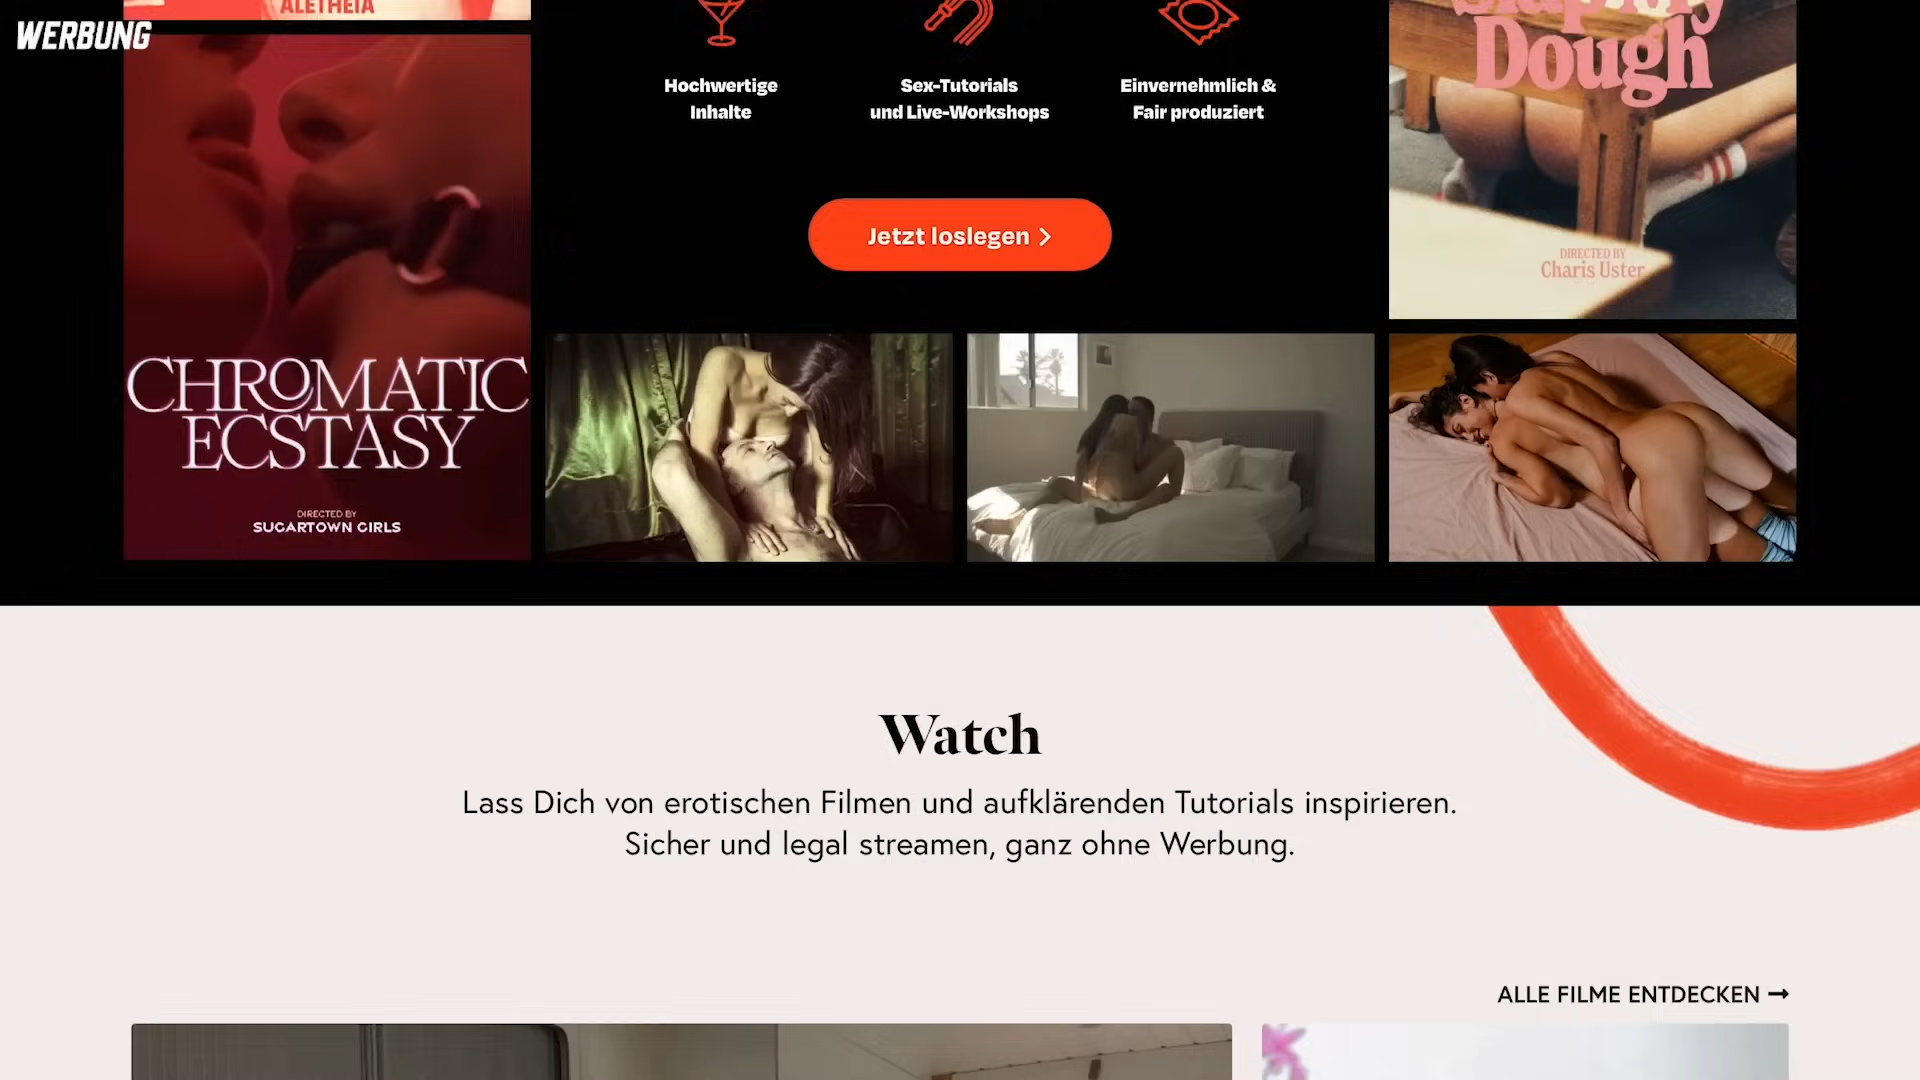 ALETHEIA
WERBUNG
Hochwertige
Inhalte
Sex-Tutorials
und Live-Workshops
Einvernehmlich &
Fair produziert
Dough
Jetzt loslegen
DIRECTED BY
Charis Uster
CHROMATIC
ECSTASY
DIRECTED BY
SUGARTOWN GIRLS
Watch
Lass Dich von erotischen Filmen und aufklärenden Tutorials inspirieren.
Sicher und legal streamen, ganz ohne Werbung.
ALLE FILME ENTDECKEN →